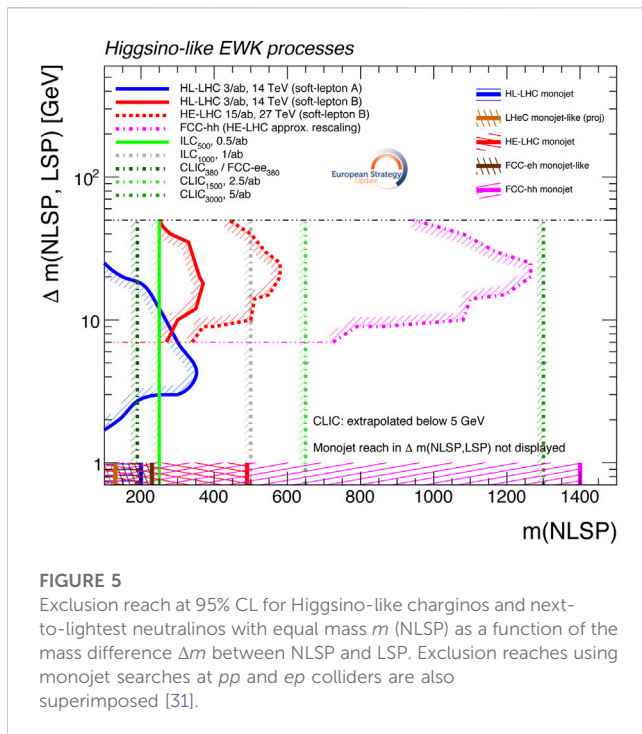 Higgsino-like EWK processes
Δ m(NLSP, LSP) [GeV]
HL-LHC 3/ab, 14 TeV (soft-lepton A)
HL-LHC 3/ab, 14 TeV (soft-lepton B)
HE-LHC 15/ab, 27 TeV (soft-lepton B)
FCC-hh (HE-LHC approx. rescaling)
ILC500, 0.5/ab
ILC1000, 1/ab
CLIC380 / FCC-ee380
CLIC1500, 2.5/ab
CLIC3000, 5/ab
European Strategy
Update
HL-LHC monojet
LHeC monojet-like (proj)
HE-LHC monojet
FCC-eh monojet-like
FCC-hh monojet
10²
10
1
CLIC: extrapolated below 5 GeV
Monojet reach in Δ m(NLSP,LSP) not displayed
200 400 600 800 1000 1200 1400
m(NLSP)
FIGURE 5
Exclusion reach at 95% CL for Higgsino-like charginos and next-
to-lightest neutralinos with equal mass m (NLSP) as a function of the
mass difference Δm between NLSP and LSP. Exclusion reaches using
monojet searches at pp and ep colliders are also
superimposed [31].